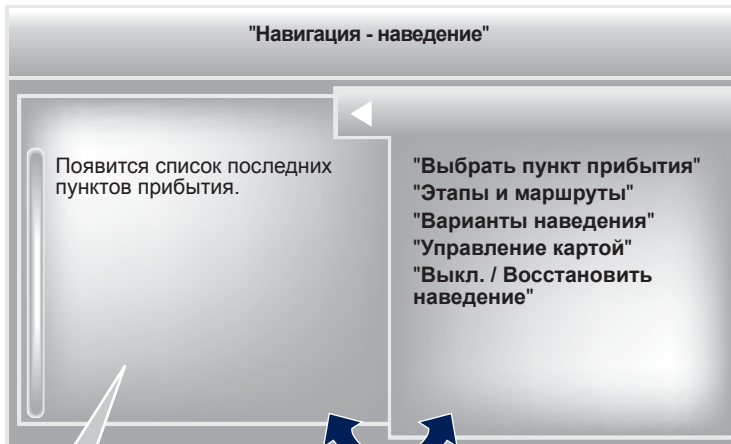 "Навигация - наведение"
Появится список последних
пунктов прибытия.
"Выбрать пункт прибытия"
"Этапы и маршруты"
"Варианты наведения"
"Управление картой"
"Выкл. / Восстановить
наведение"